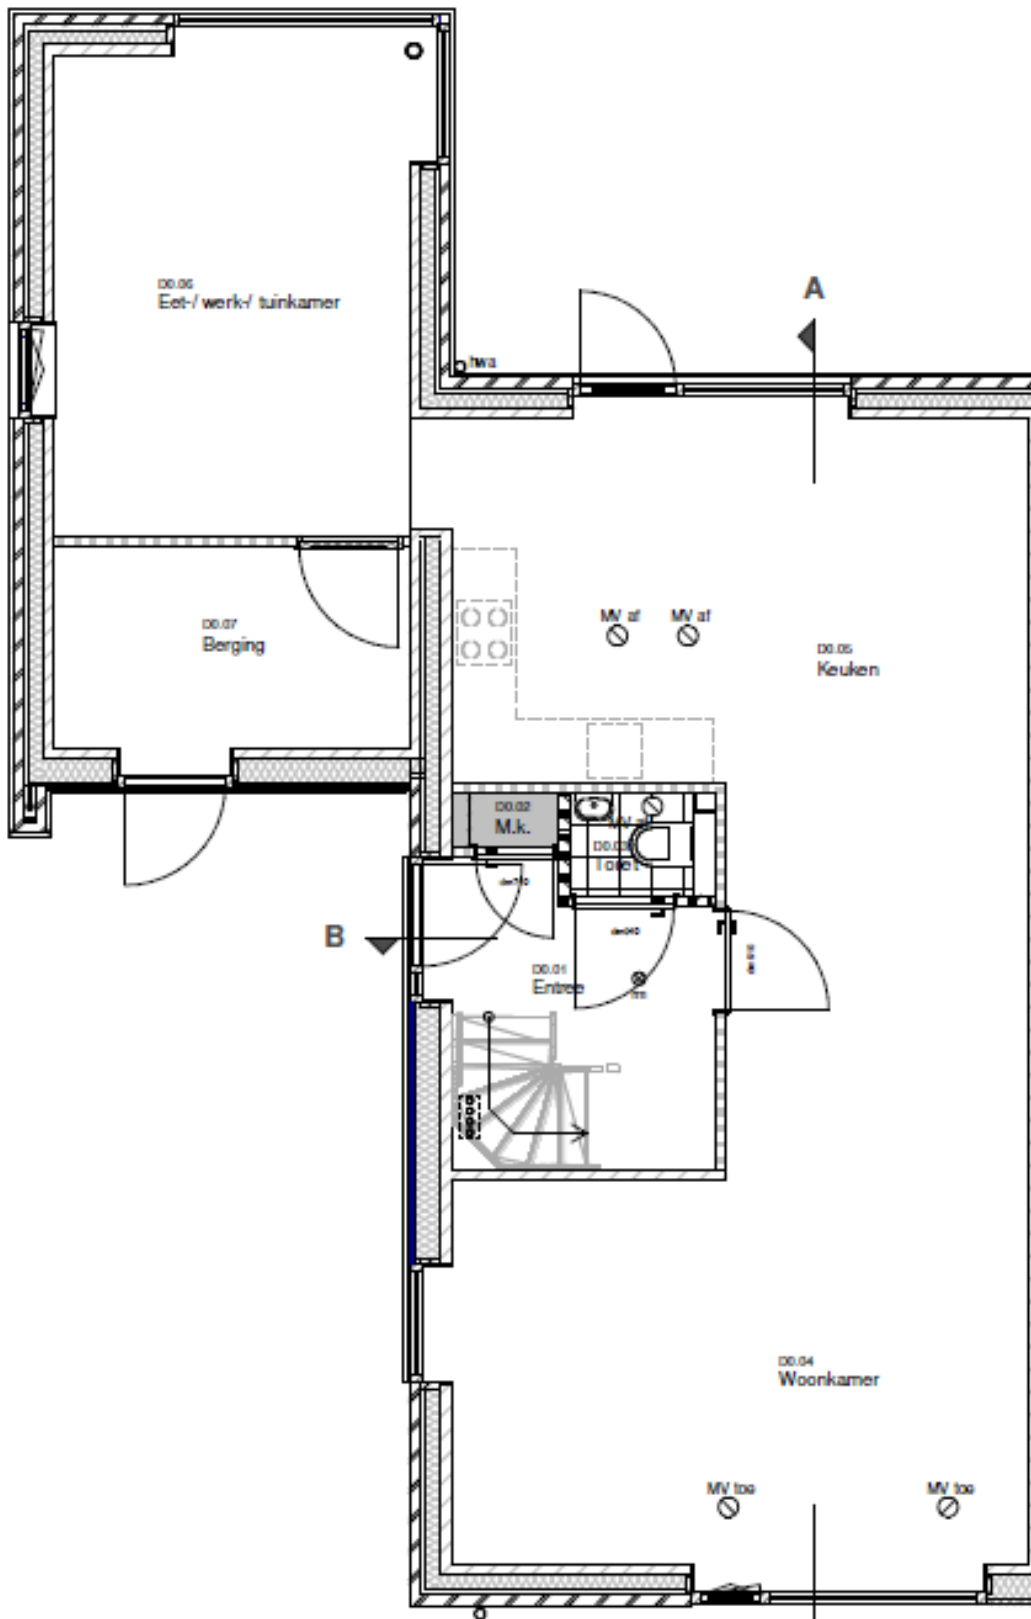 D0.06
Eet-/ werk-/ tuinkamer
A
hwa
MV af
MV af
D0.07
Berging
D0.05
Keuken
D0.02
M.k.
D0.03
Toilet
B
D0.01
Entree
rm
D0.04
Woonkamer
MV toe
MV toe